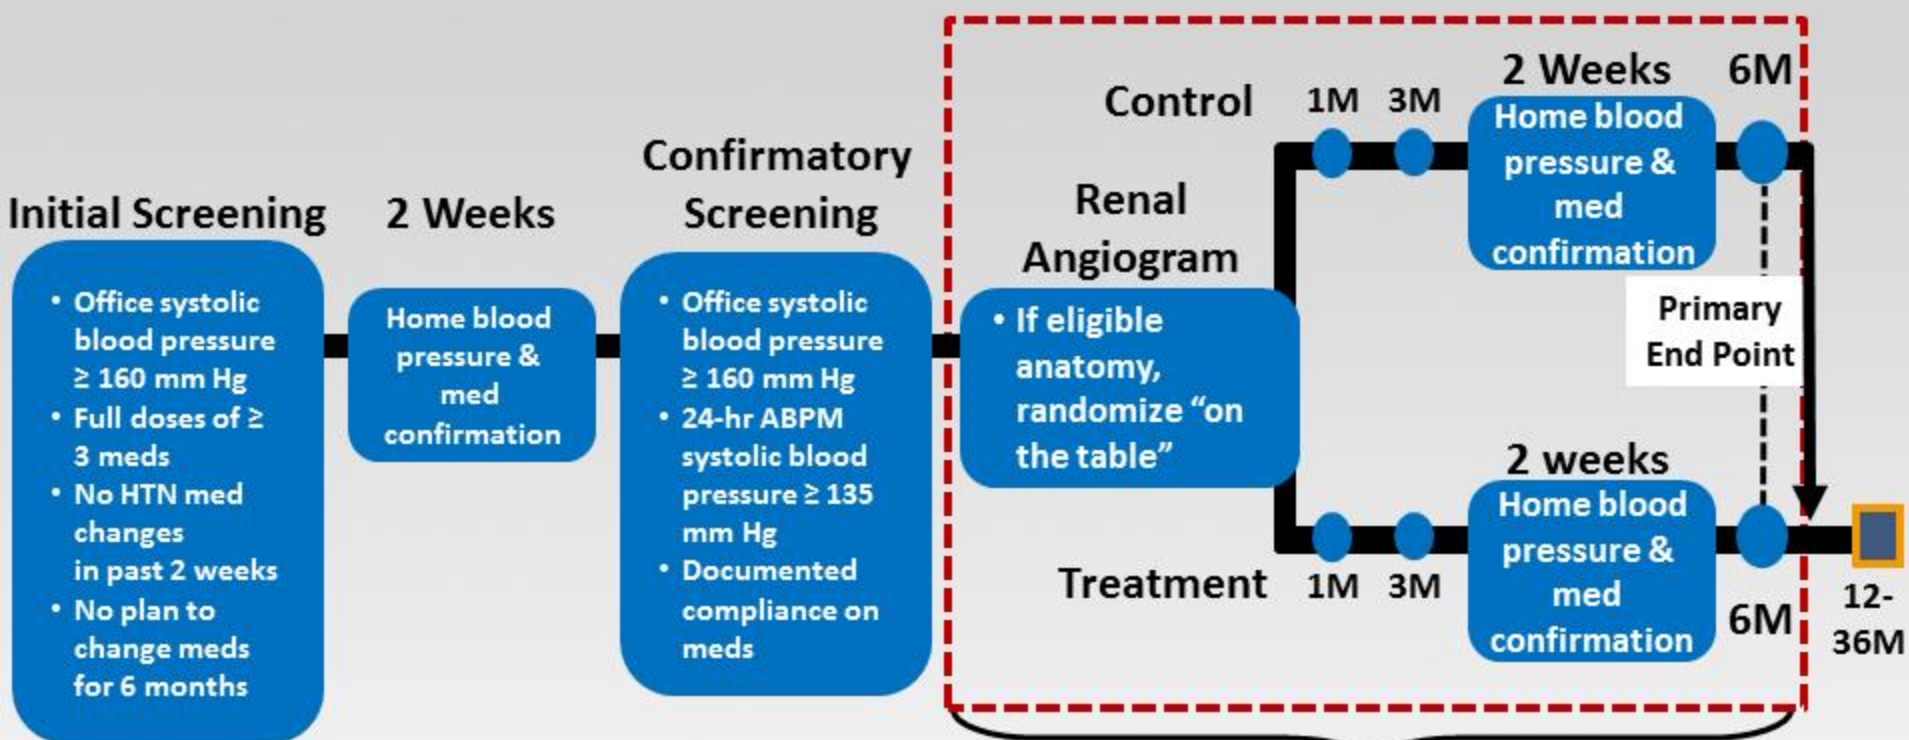 Initial Screening
• Office systolic
blood pressure
≥ 160 mm Hg
• Full doses of ≥
3 meds
• No HTN med
changes
in past 2 weeks
• No plan to
change meds
for 6 months
2 Weeks
Home blood
pressure &
med
confirmation
Confirmatory
Screening
• Office systolic
blood pressure
≥ 160 mm Hg
• 24-hr ABPM
systolic blood
pressure ≥ 135
mm Hg
• Documented
compliance on
meds
Renal
Angiogram
• If eligible
anatomy,
randomize “on
the table”
Control
1M
3M
2 Weeks
Home blood
pressure &
med
confirmation
6M
Primary
End Point
Treatment
1M
3M
2 weeks
Home blood
pressure &
med
confirmation
6M
12-
36M